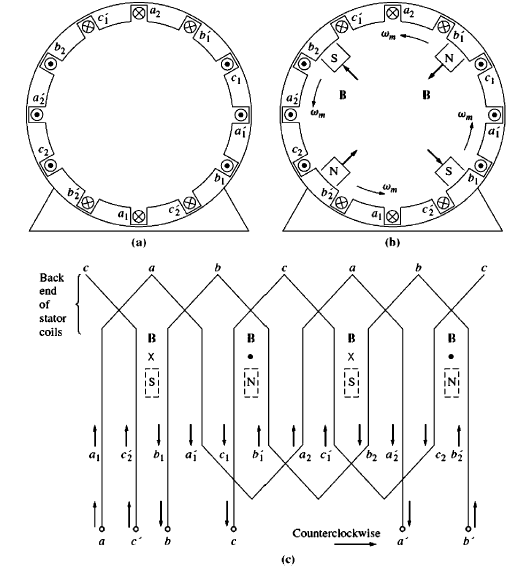 a₂
c′₁
b′₁
b₂
c₁
a′₂
a′₁
c₂
b₁
b′₂
a₁
c′₂
(a)
a₂
c′₁
ωₘ
b′₁
b₂
S
N
c₁
B
B
a′₂
ωₘ
ωₘ
a′₁
c₂
N
S
b₁
b′₂
ωₘ
a₁
c′₂
(b)
c a b c a b c
Back
end
of
stator
coils
B B B B
x • x •
S N S N
a₁ c′₂ b₁ a′₁ c₁ b′₁ a₂ c′₁ b₂ a′₂ c₂ b′₂
Counterclockwise
a c′ b c a′ b′
(c)